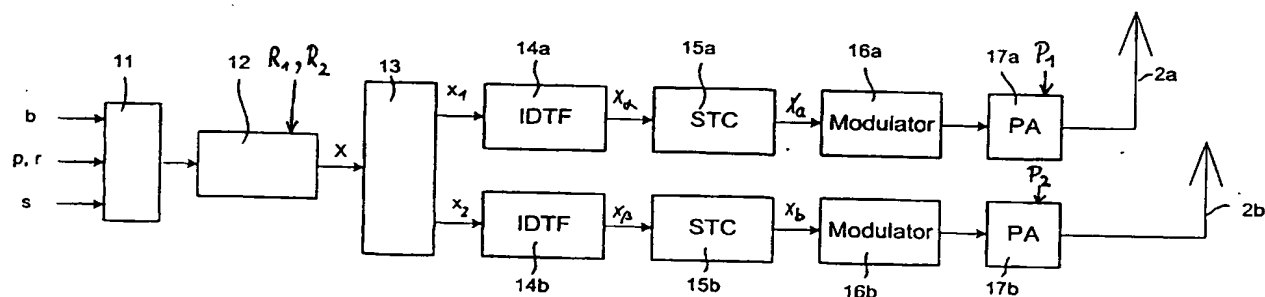 11
b
p, r
s
12
R₁, R₂
X
13
x₁
x₂
14a
IDTF
Xα
15a
STC
Xa
16a
Modulator
17a
P₁
PA
2a
IDTF
14b
Xβ
STC
15b
Xb
Modulator
16b
P₂
PA
17b
2b